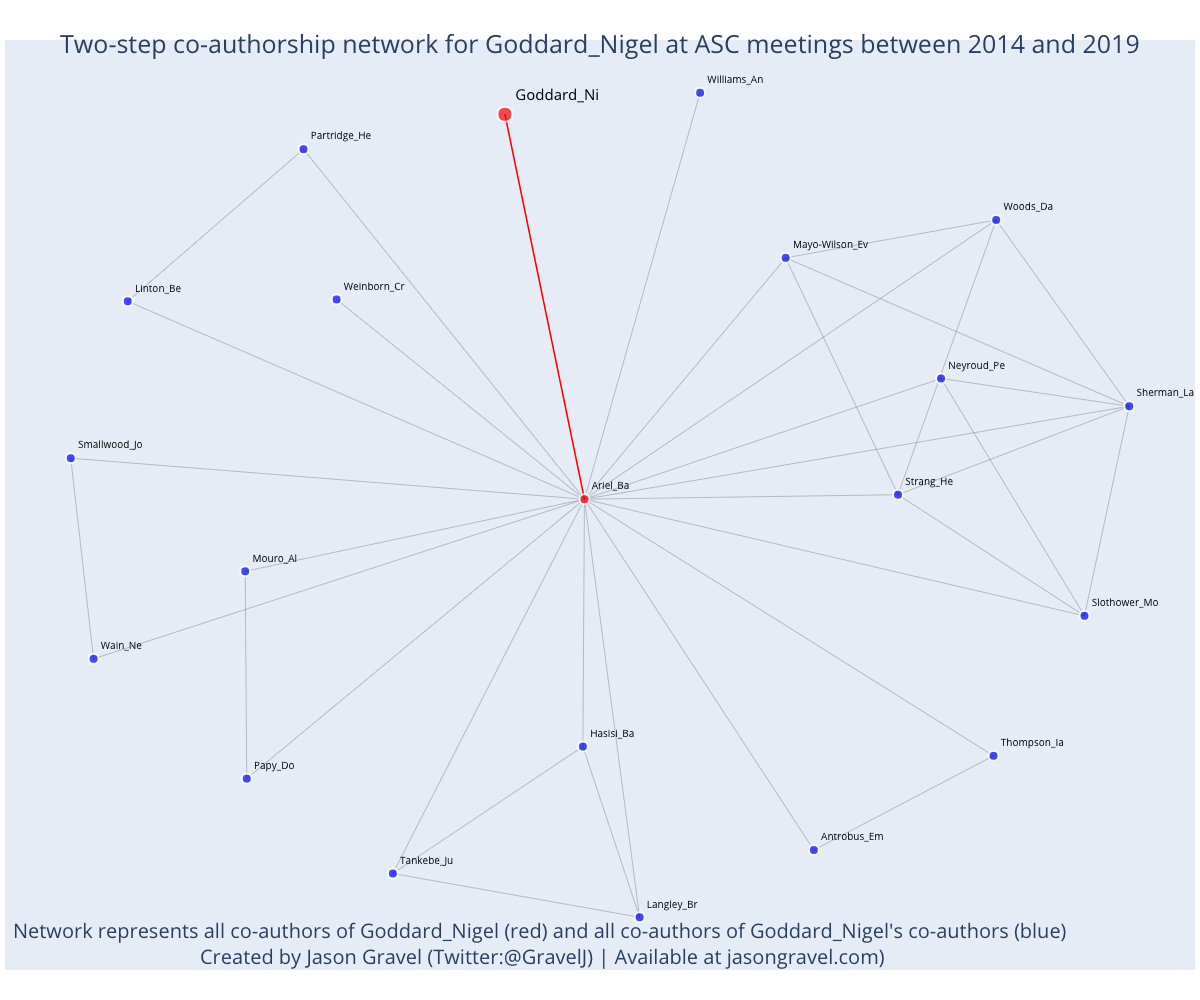 Two-step co-authorship network for Goddard_Nigel at ASC meetings between 2014 and 2019
Williams_An
Goddard_Ni
Partridge_He
Woods_Da
Mayo-Wilson_Ev
Linton_Be
Weinborn_Cr
Neyroud_Pe
Sherman_La
Smallwood_Jo
Ariel_Ba
Strang_He
Mouro_Al
Slothower_Mo
Wain_Ne
Hasisi_Ba
Thompson_Ia
Papy_Do
Antrobus_Em
Tankebe_Ju
Langley_Br
Network represents all co-authors of Goddard_Nigel (red) and all co-authors of Goddard_Nigel's co-authors (blue)
Created by Jason Gravel (Twitter:@GravelJ) | Available at jasongravel.com)